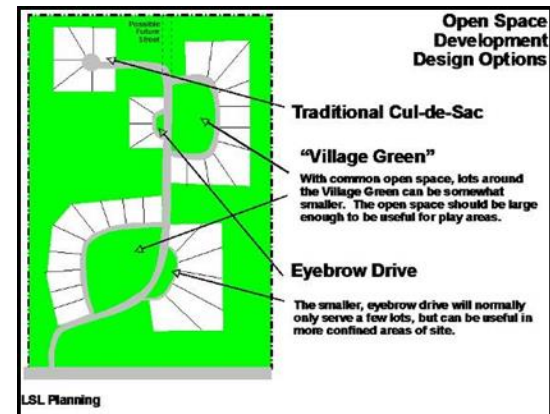 Possible
Future
Street
Open Space
Development
Design Options
Traditional Cul-de-Sac
“Village Green”
With common open space, lots around
the Village Green can be somewhat
smaller. The open space should be large
enough to be useful for play areas.
Eyebrow Drive
The smaller, eyebrow drive will normally
only serve a few lots, but can be useful in
more confined areas of site.
LSL Planning